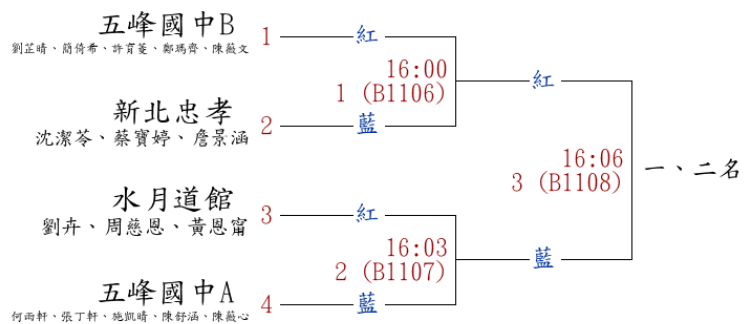 五峰國中B
劉芷晴、簡倚希、許育菱、鄭瑪齊、陳薇文
1
紅
16:00
1 (B1106)
紅
新北忠孝
沈潔苓、蔡寶婷、詹景涵
2
藍
16:06
3 (B1108)
一、二名
水月道館
劉卉、周慈恩、黃恩甯
3
紅
16:03
2 (B1107)
藍
五峰國中A
何雨軒、張丁軒、施凱晴、陳舒涵、陳薇心
4
藍